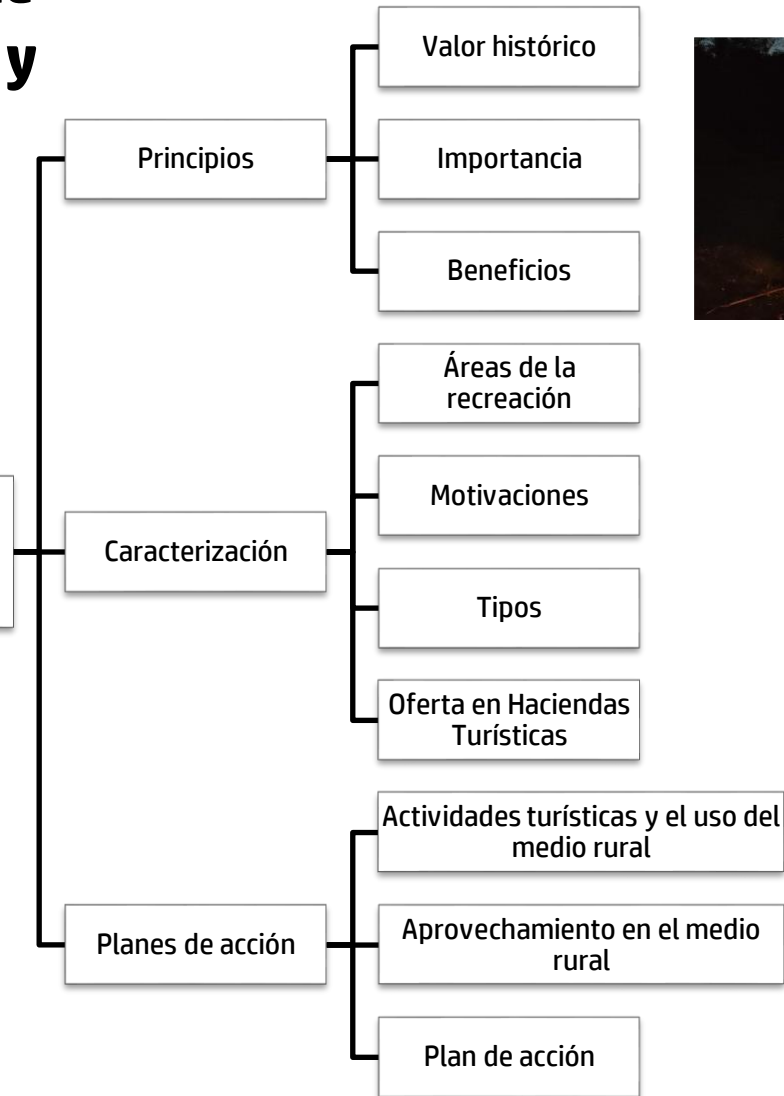 y
Principios
Valor histórico
Importancia
Beneficios
Caracterización
Áreas de la
recreación
Motivaciones
Tipos
Oferta en Haciendas
Turísticas
Planes de acción
Actividades turísticas y el uso del
medio rural
Aprovechamiento en el medio
rural
Plan de acción